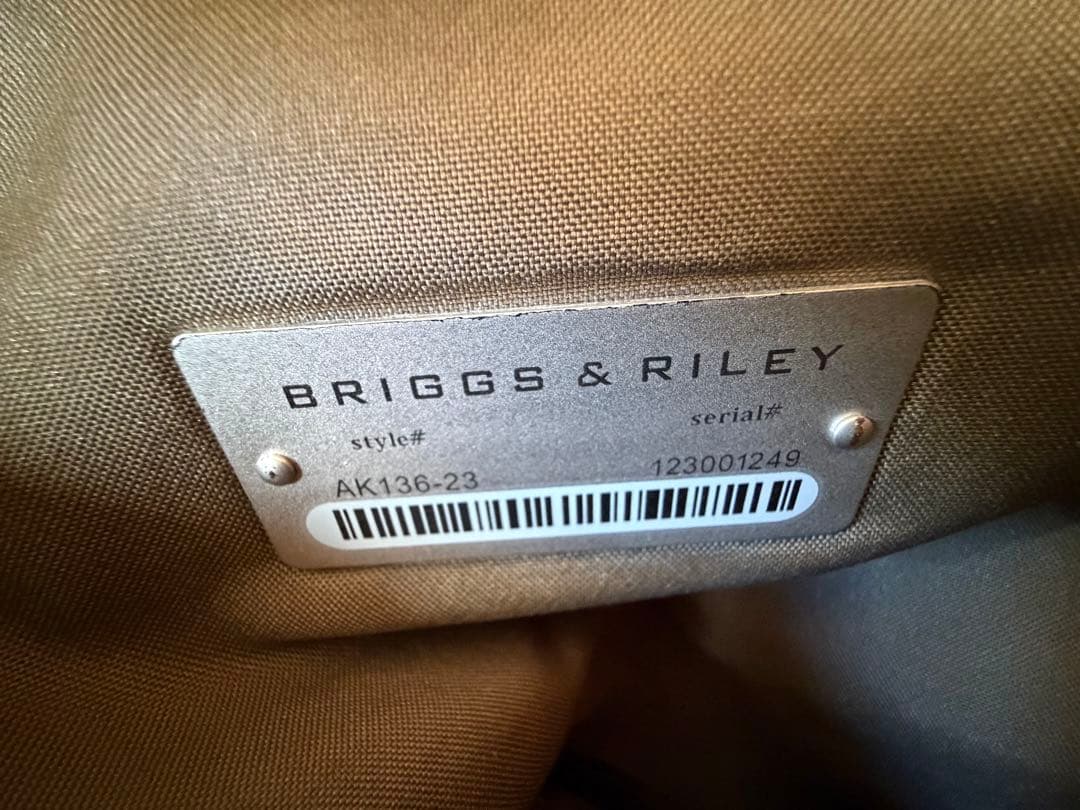 BRIGGS & RILEY
style# serial#
AK136-23 123001249